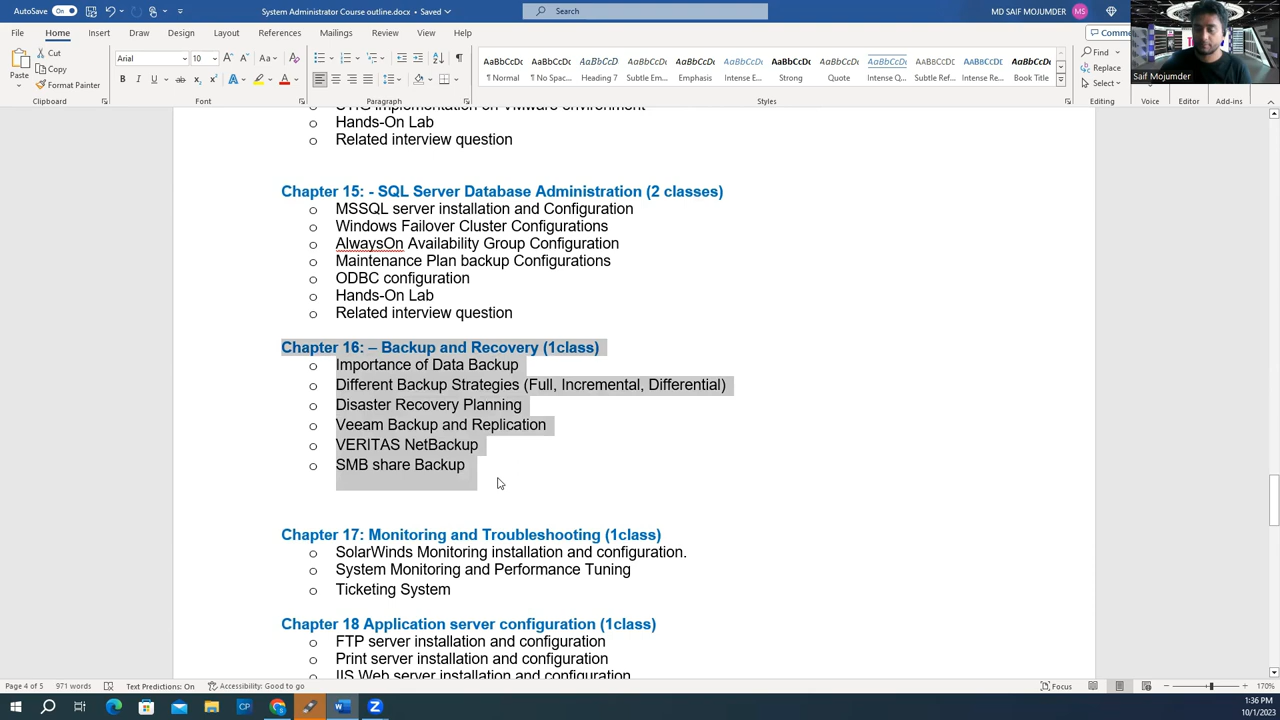 AutoSave On System Administrator Course outline.docx • Saved Search MD SAIF MOJUMDER MS
File Home Insert Draw Design Layout References Mailings Review View Help
Paste Cut Copy Format Painter
Arial 10
Normal No Spac... Heading 7 Subtle Em... Emphasis Intense E... Strong Quote Intense Q... Subtle Ref... Intense Re... Book Title
Find Replace Select
Saif Mojumder
Clipboard Font Paragraph Styles Editing Voice Editor Add-ins
o Hands-On Lab
o Related interview question
Chapter 15: - SQL Server Database Administration (2 classes)
o MSSQL server installation and Configuration
o Windows Failover Cluster Configurations
o AlwaysOn Availability Group Configuration
o Maintenance Plan backup Configurations
o ODBC configuration
o Hands-On Lab
o Related interview question
Chapter 16: – Backup and Recovery (1class)
o Importance of Data Backup
o Different Backup Strategies (Full, Incremental, Differential)
o Disaster Recovery Planning
o Veeam Backup and Replication
o VERITAS NetBackup
o SMB share Backup
Chapter 17: Monitoring and Troubleshooting (1class)
o SolarWinds Monitoring installation and configuration.
o System Monitoring and Performance Tuning
o Ticketing System
Chapter 18 Application server configuration (1class)
o FTP server installation and configuration
o Print server installation and configuration
IIS Web server installation and configuration
Page 4 of 5 971 words Text Predictions: On Accessibility: Good to go Focus 170%
1:36 PM
10/1/2023